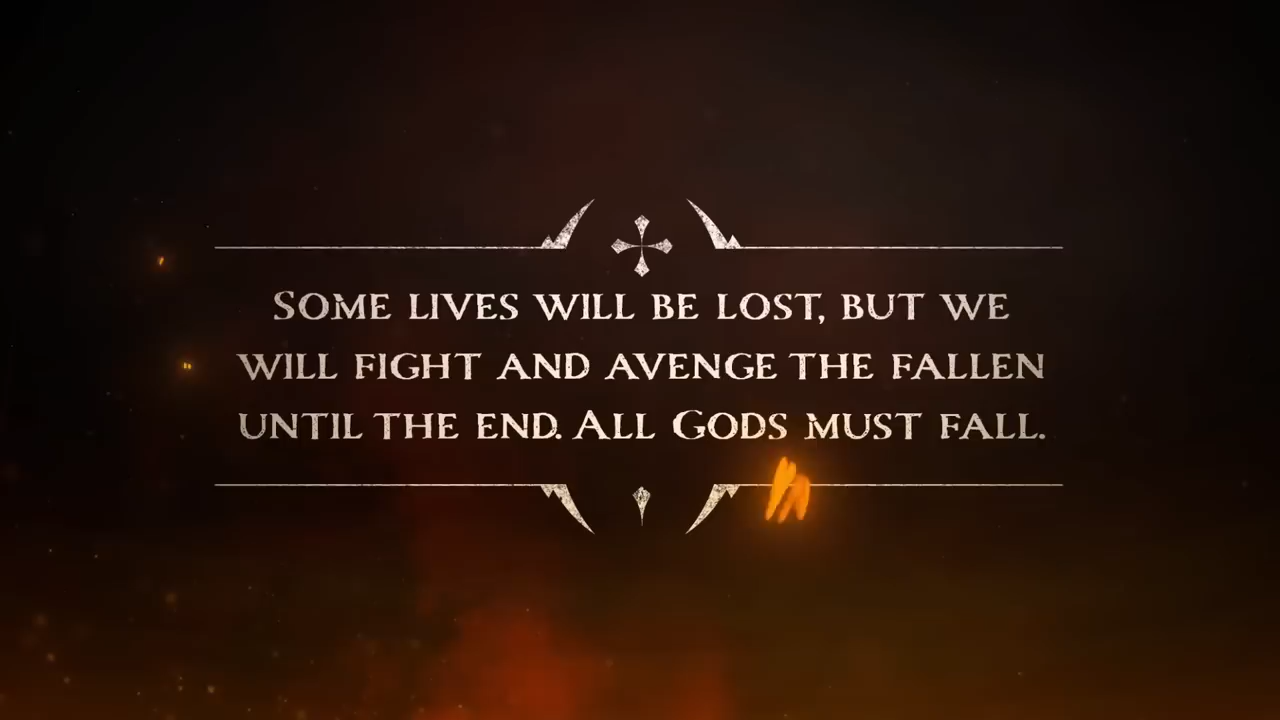 Some lives will be lost, but we
will fight and avenge the fallen
until the end. All Gods must fall.